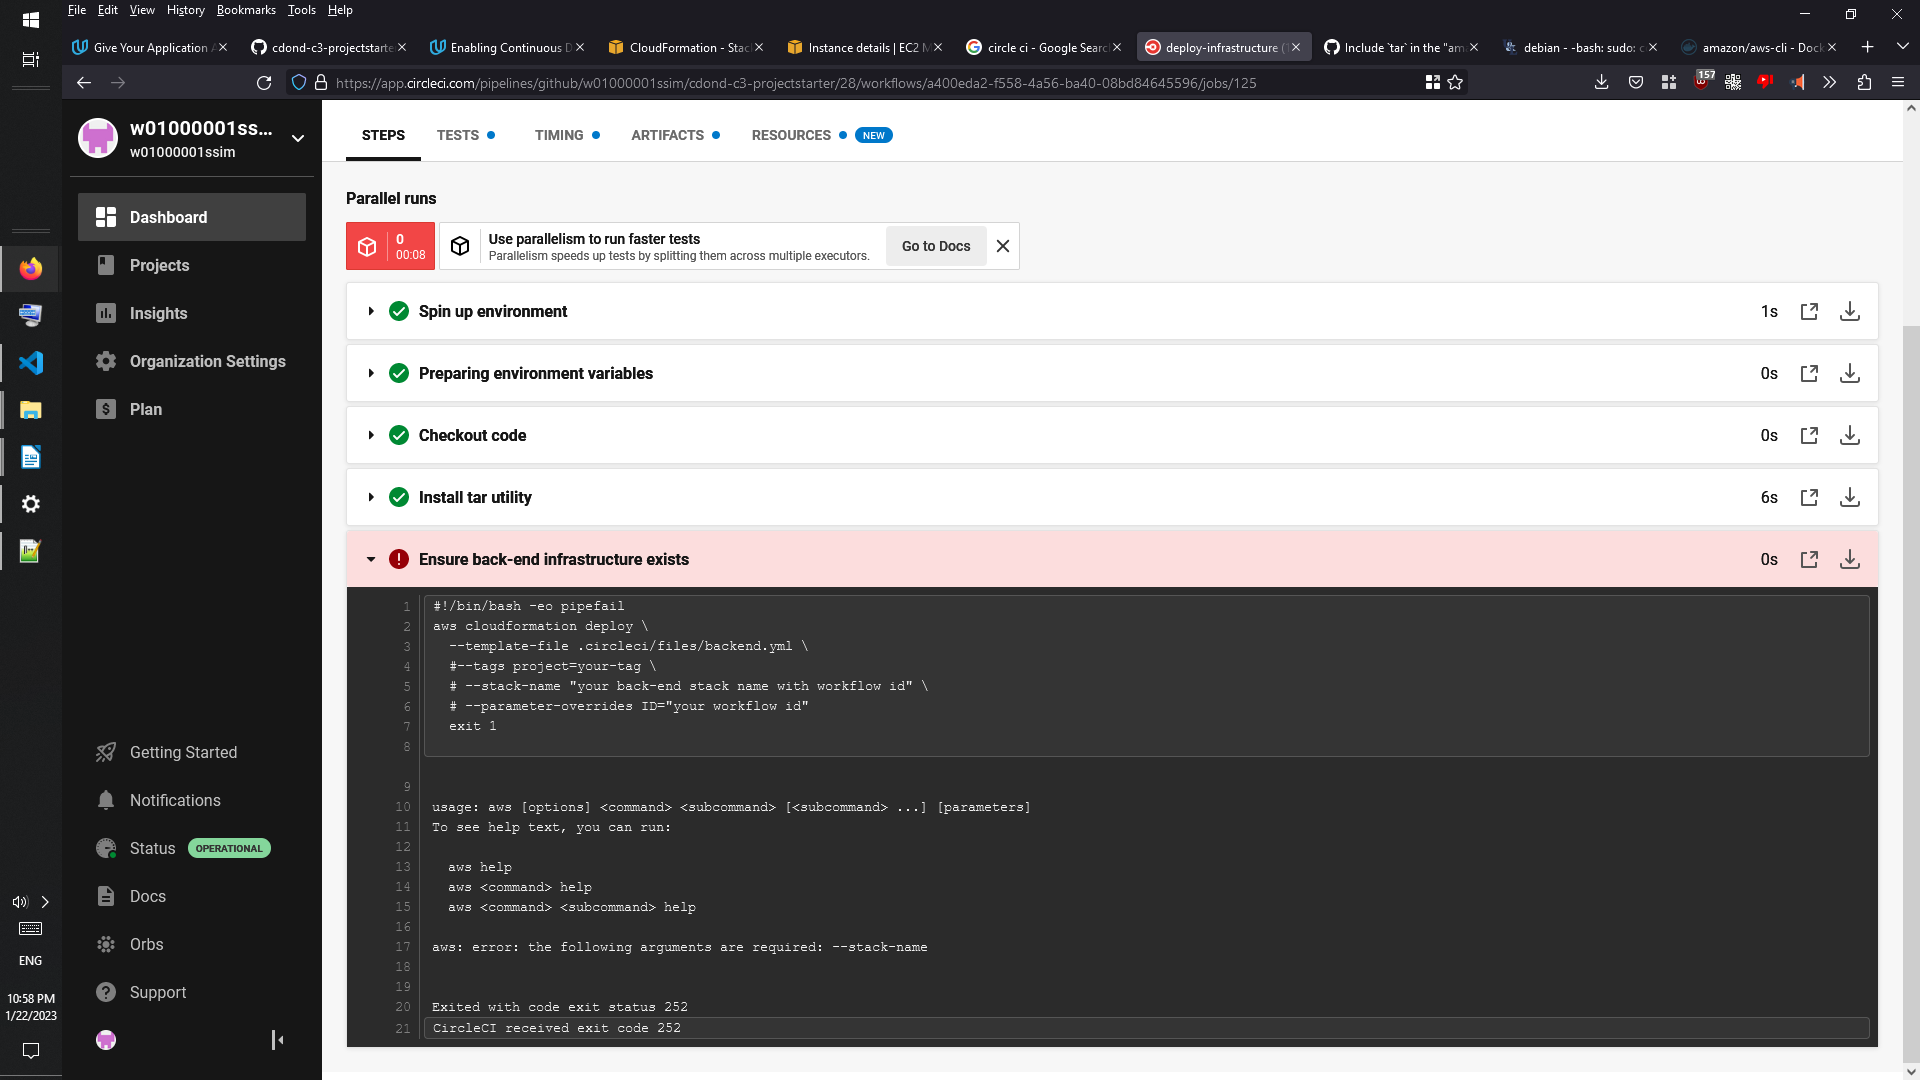 File Edit View History Bookmarks Tools Help
Give Your Application A
cdond-c3-projectstarte
Enabling Continuous D
CloudFormation - Stac
Instance details | EC2 M
circle ci - Google Searc
deploy-infrastructure (1
Include `tar` in the "am
debian - -bash: sudo: c
amazon/aws-cli - Dock
https://app.circleci.com/pipelines/github/w01000001ssim/cdond-c3-projectstarter/28/workflows/a400eda2-f558-4a56-ba40-08bd84645596/jobs/125
157
w01000001ss...
w01000001ssim
Dashboard
Projects
Insights
Organization Settings
Plan
Getting Started
Notifications
Status OPERATIONAL
Docs
Orbs
Support
ENG
10:58 PM
1/22/2023
STEPS TESTS TIMING ARTIFACTS RESOURCES NEW
Parallel runs
0
00:08
Use parallelism to run faster tests
Parallelism speeds up tests by splitting them across multiple executors.
Go to Docs
Spin up environment 1s
Preparing environment variables 0s
Checkout code 0s
Install tar utility 6s
Ensure back-end infrastructure exists 0s
1 #!/bin/bash -eo pipefail
2 aws cloudformation deploy \
3 --template-file .circleci/files/backend.yml \
4 #--tags project=your-tag \
5 # --stack-name "your back-end stack name with workflow id" \
6 # --parameter-overrides ID="your workflow id"
7 exit 1
8
9
10 usage: aws [options] <command> <subcommand> [<subcommand> ...] [parameters]
11 To see help text, you can run:
12
13 aws help
14 aws <command> help
15 aws <command> <subcommand> help
16
17 aws: error: the following arguments are required: --stack-name
18
19
20 Exited with code exit status 252
21 CircleCI received exit code 252